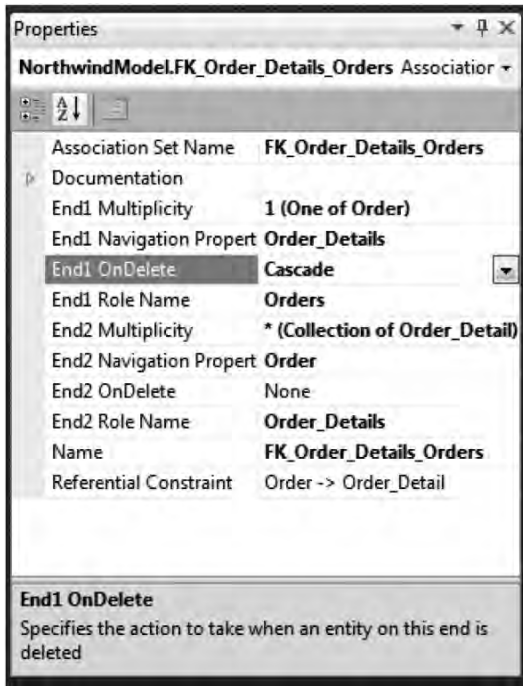 Properties
NorthwindModel.FK_Order_Details_Orders Association
Association Set Name FK_Order_Details_Orders
Documentation
End1 Multiplicity 1 (One of Order)
End1 Navigation Propert Order_Details
End1 OnDelete Cascade
End1 Role Name Orders
End2 Multiplicity * (Collection of Order_Detail)
End2 Navigation Propert Order
End2 OnDelete None
End2 Role Name Order_Details
Name FK_Order_Details_Orders
Referential Constraint Order -> Order_Detail
End1 OnDelete
Specifies the action to take when an entity on this end is
deleted